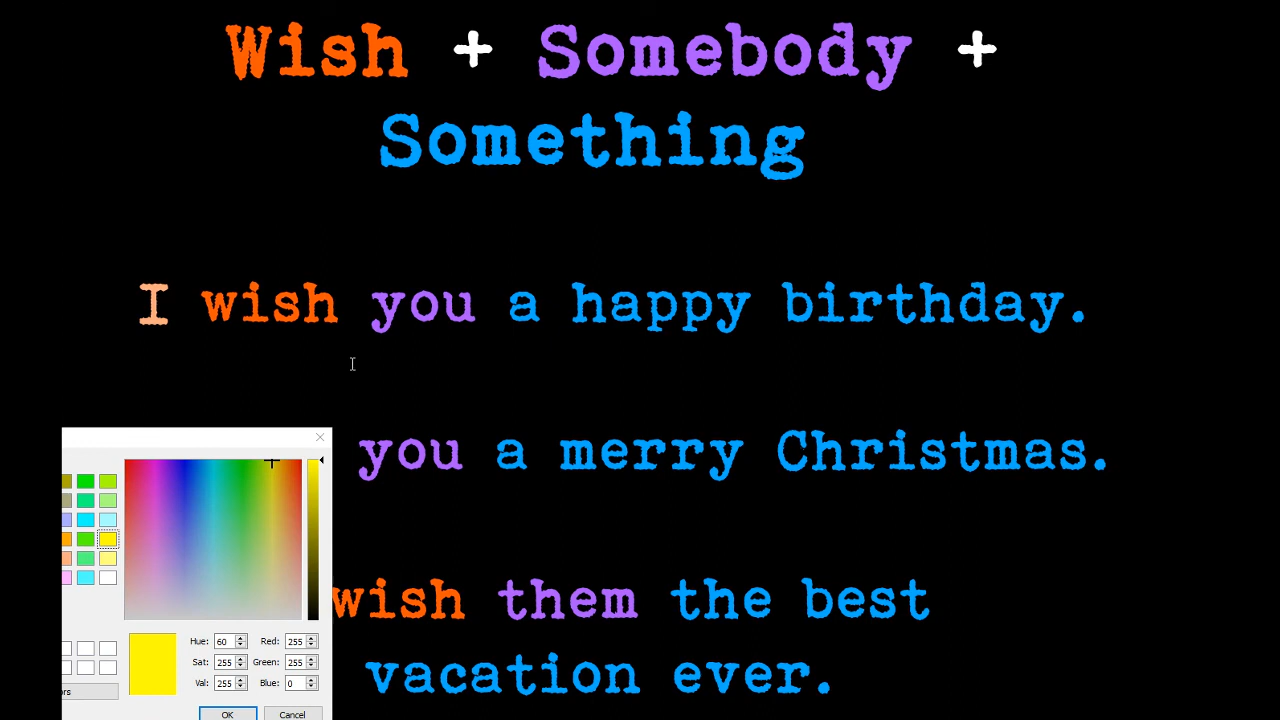 Wish + Somebody +
Something
I wish you a happy birthday.
you a merry Christmas.
wish them the best
vacation ever.
Hue: 60 Red: 255
Sat: 255 Green: 255
Val: 255 Blue: 0
OK Cancel